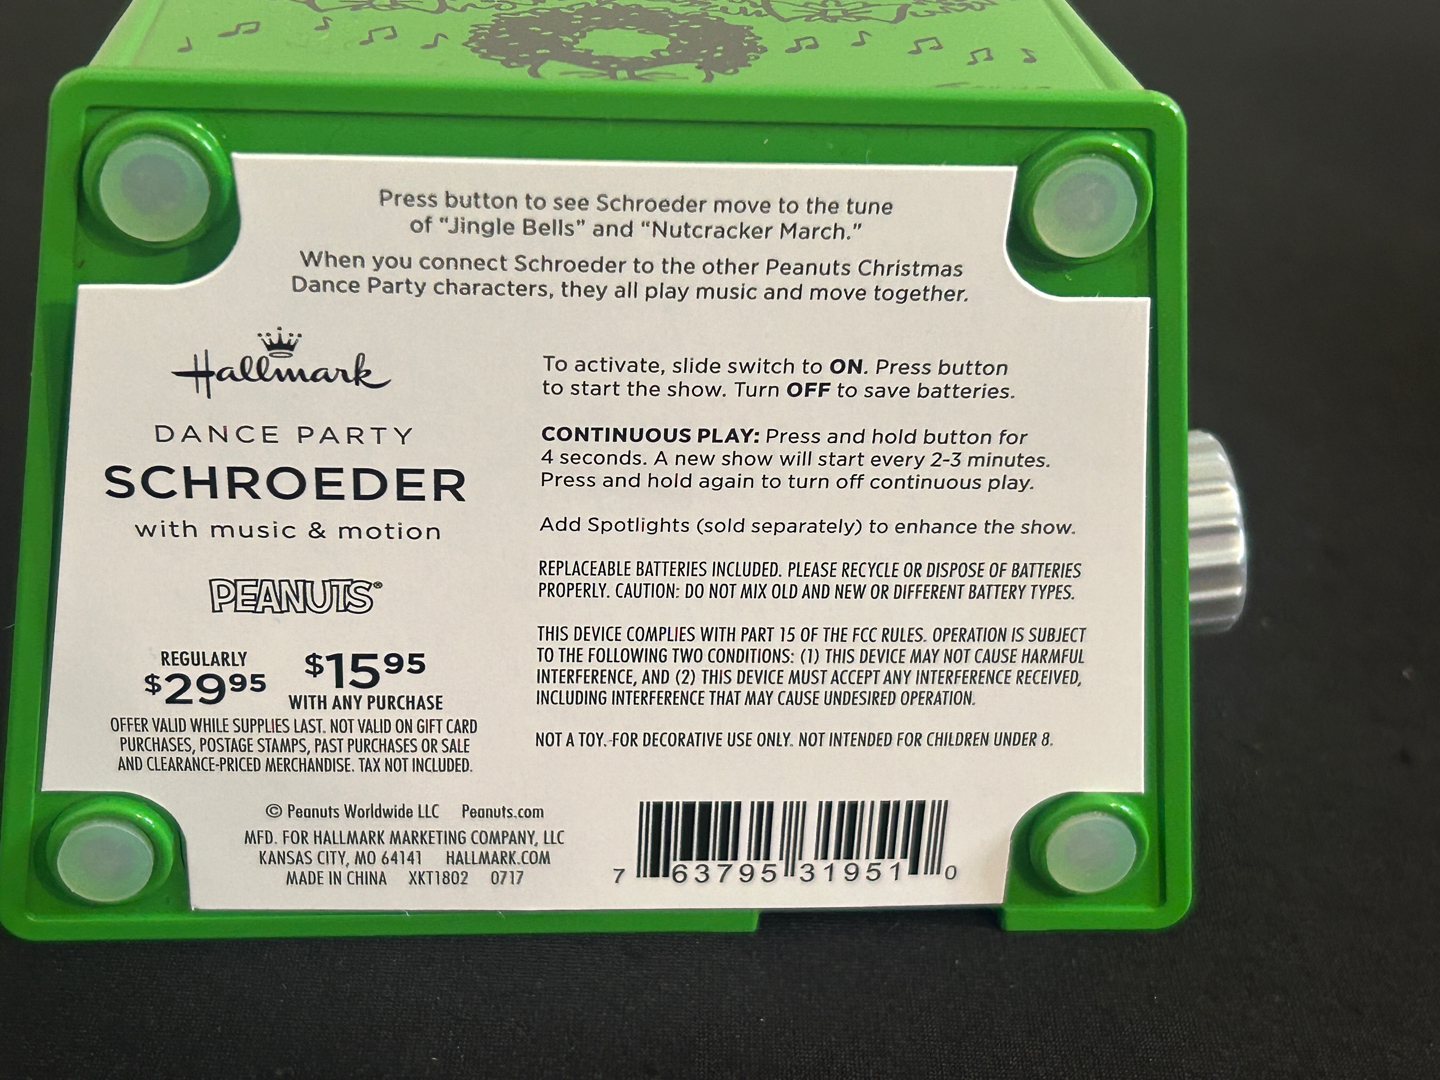 Press button to see Schroeder move to the tune
of “Jingle Bells” and “Nutcracker March.”
When you connect Schroeder to the other Peanuts Christmas
Dance Party characters, they all play music and move together.
Hallmark
DANCE PARTY
SCHROEDER
with music & motion
PEANUTS®
REGULARLY
$2995
$1595
WITH ANY PURCHASE
OFFER VALID WHILE SUPPLIES LAST. NOT VALID ON GIFT CARD
PURCHASES, POSTAGE STAMPS, PAST PURCHASES OR SALE
AND CLEARANCE-PRICED MERCHANDISE. TAX NOT INCLUDED.
To activate, slide switch to ON. Press button
to start the show. Turn OFF to save batteries.
CONTINUOUS PLAY: Press and hold button for
4 seconds. A new show will start every 2-3 minutes.
Press and hold again to turn off continuous play.
Add Spotlights (sold separately) to enhance the show.
REPLACEABLE BATTERIES INCLUDED. PLEASE RECYCLE OR DISPOSE OF BATTERIES
PROPERLY. CAUTION: DO NOT MIX OLD AND NEW OR DIFFERENT BATTERY TYPES.
THIS DEVICE COMPLIES WITH PART 15 OF THE FCC RULES. OPERATION IS SUBJECT
TO THE FOLLOWING TWO CONDITIONS: (1) THIS DEVICE MAY NOT CAUSE HARMFUL
INTERFERENCE, AND (2) THIS DEVICE MUST ACCEPT ANY INTERFERENCE RECEIVED,
INCLUDING INTERFERENCE THAT MAY CAUSE UNDESIRED OPERATION.
NOT A TOY. FOR DECORATIVE USE ONLY. NOT INTENDED FOR CHILDREN UNDER 8.
© Peanuts Worldwide LLC Peanuts.com
MFD. FOR HALLMARK MARKETING COMPANY, LLC
KANSAS CITY, MO 64141 HALLMARK.COM
MADE IN CHINA XKT1802 0717
7 63795 31951 0